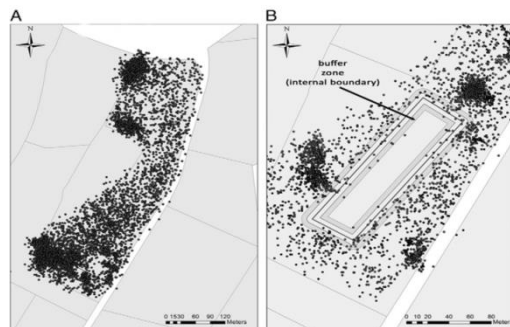 A
N
0 15 30 60 90 120
Meters
B
N
buffer
zone
(internal boundary)
0 10 20 40 60 80
Meters